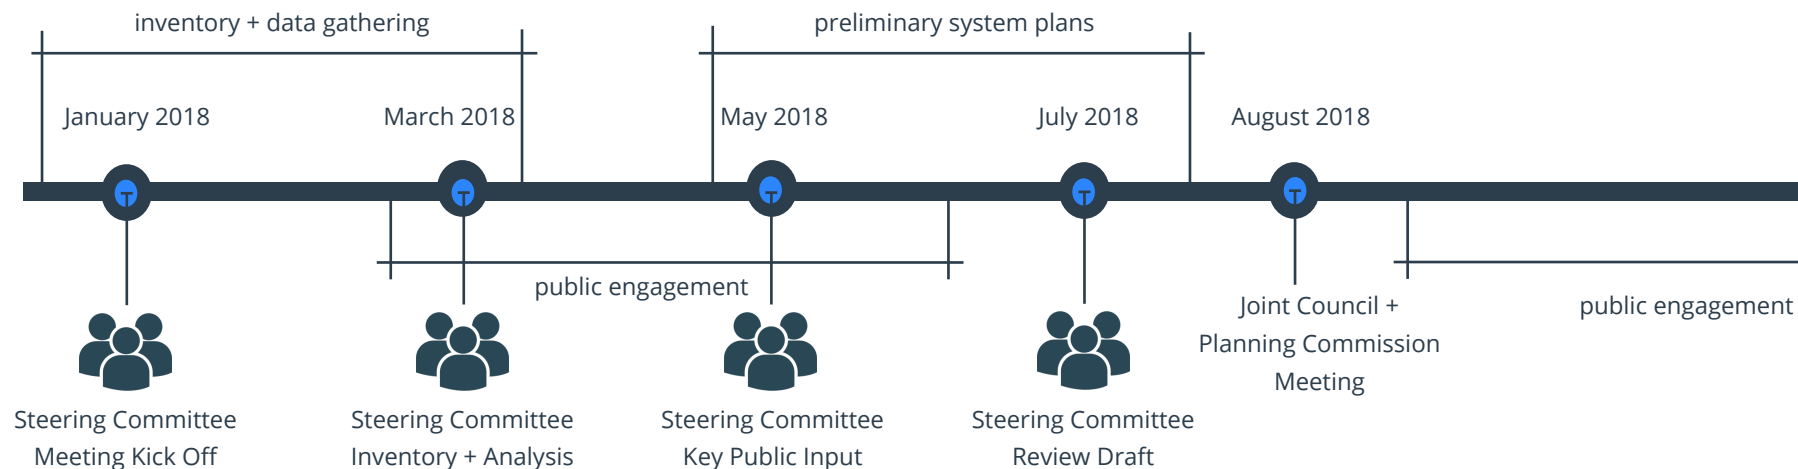 inventory + data gathering
preliminary system plans
January 2018
March 2018
May 2018
July 2018
August 2018
public engagement
Joint Council +
Planning Commission
Meeting
public engagement
Steering Committee
Meeting Kick Off
Steering Committee
Inventory + Analysis
Steering Committee
Key Public Input
Steering Committee
Review Draft